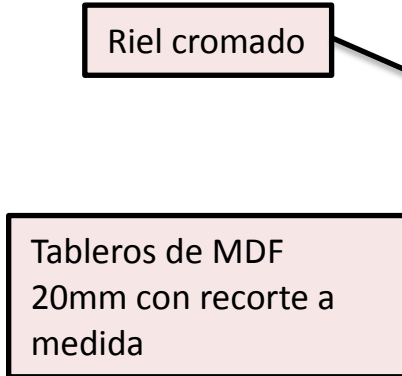 Riel cromado
Tableros de MDF
20mm con recorte a
medida